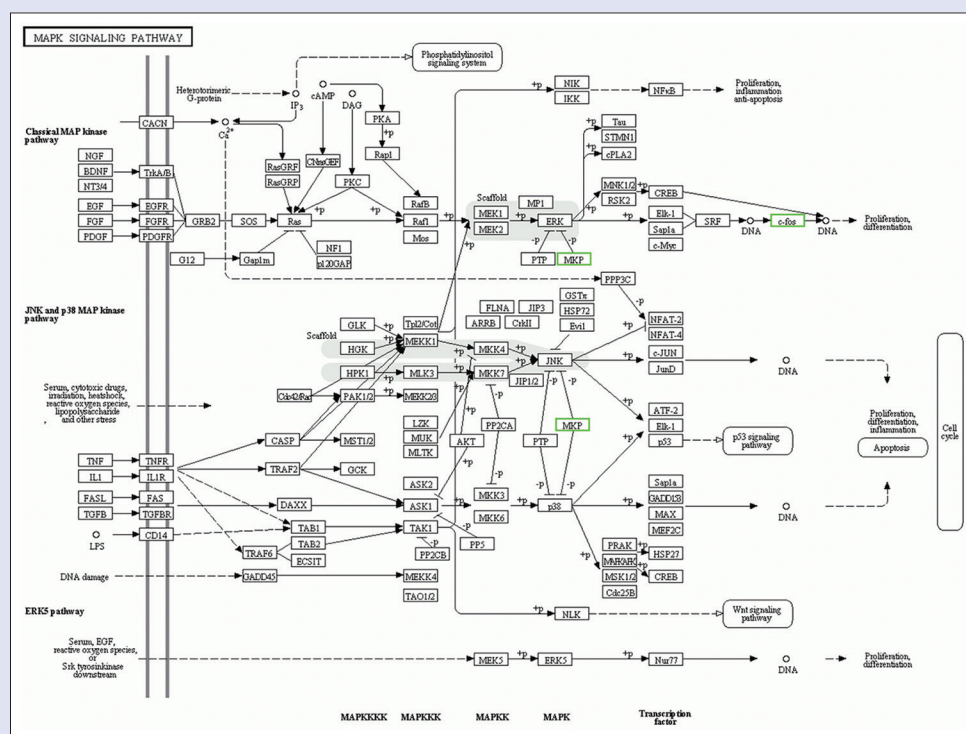 MAPK SIGNALING PATHWAY
Phosphatidylinositol
signaling system
Heterotorimeric
G-protein
IP3
cAMP
DAG
NIK
IKK
+p
NFκB
Proliferation,
inflammation
anti-apoptosis
Classical MAP kinase
pathway
CACN
Ca2+
PKA
+p
Rap1
Tau
STMN1
cPLA2
+p
+p
NGF
BDNF
NT3/4
TrkA/B
RasGRF
RasGRP
CNrasGEF
PKC
RafB
Scaffold
MP1
MNK1/2
RSK2
+p
CREB
EGF
FGF
PDGF
EGFR
FGFR
PDGFR
GRB2
SOS
Ras
+p
+p
Raf1
Mos
+p
MEK1
MEK2
+p
ERK
+p
Elk-1
Sap1a
c-Myc
SRF
DNA
c-fos
DNA
Proliferation,
differentiation
G12
Gap1m
NF1
p120GAP
+p
-p
-p
PTP
MKP
PPP3C
-p
JNK and p38 MAP kinase
pathway
GLK
HGK
HPK1
Scaffold
+p
+p
+p
Tpl2/Cot
MEKK1
MLK3
MEKK2/3
FLNA
JIP3
ARRB
CrkII
GSTπ
HSP72
Evi1
-p
NFAT-2
NFAT-4
MKK4
MKK7
+p
+p
JNK
JIP1/2
+p
c-JUN
JunD
DNA
Serum, cytotoxic drugs,
irradiation, heatshock,
reactive oxygen species,
lipopolysaccharide
, and other stress
Cdc42/Rac
PAK1/2
LZK
MUK
MLTK
AKT
-p
PP2CA
-p
-p
PTP
MKP
+p
ATF-2
Elk-1
p53
p53 signaling
pathway
Proliferation,
differentiation,
inflammation
Apoptosis
Cell
cycle
TNF
IL1
FASL
TGFB
TNFR
IL1R
FAS
TGFBR
LPS
CD14
CASP
TRAF2
DAXX
MST1/2
GCK
ASK2
ASK1
TAK1
+p
MKK3
MKK6
+p
p38
+p
Sap1a
GADD153
MAX
MEF2C
DNA
TAB1
TAB2
ECSIT
TRAF6
-p
PP2CB
PP5
-p
PRAK
MAPKAPK
MSK1/2
Cdc25B
+p
+p
+p
HSP27
CREB
DNA damage
GADD45
MEKK4
TAO1/2
ERK5 pathway
+p
NLK
Wnt signaling
pathway
Serum, EGF,
reactive oxygen species,
or
Srk tyrosinkinase
downstream
MEK5
+p
ERK5
+p
Nur77
DNA
Proliferation,
differentiation
MAPKKKK
MAPKKK
MAPKK
MAPK
Transcription
factor